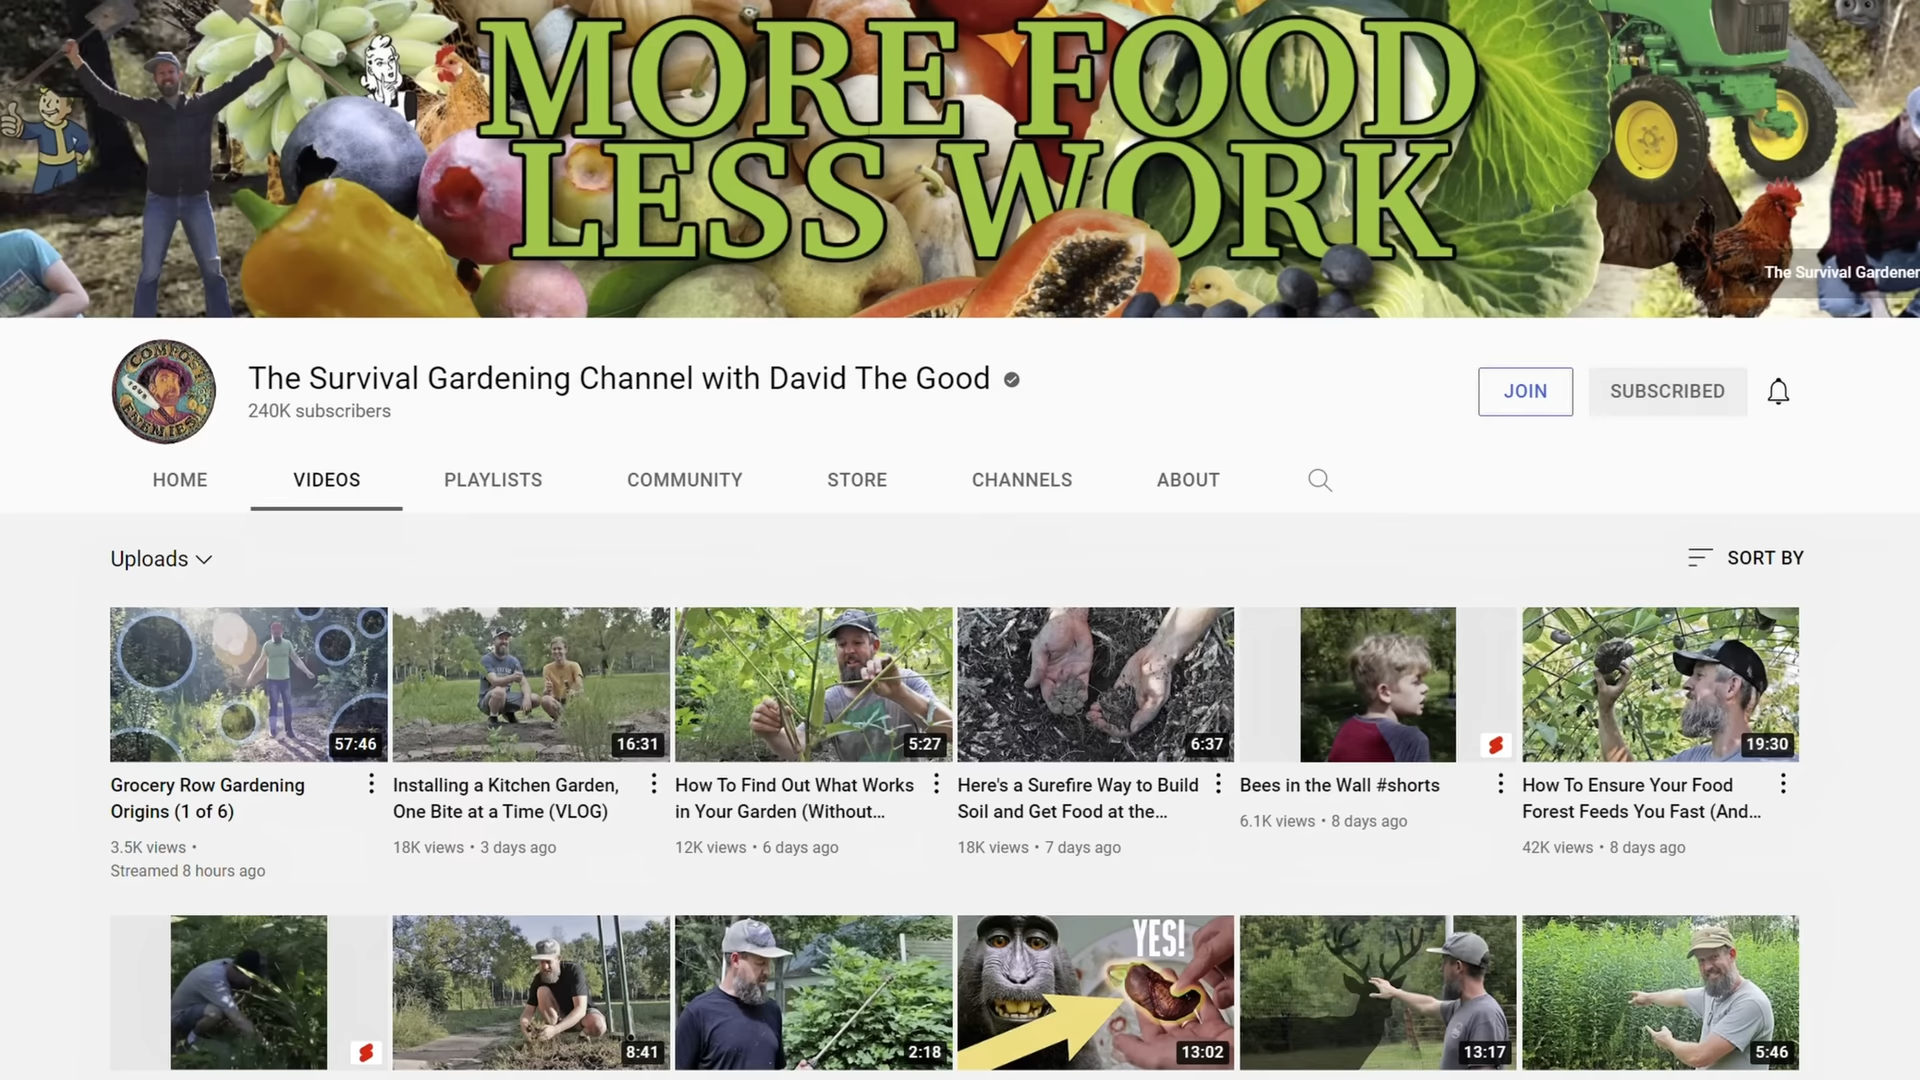 MORE FOOD
LESS WORK
The Survival Gardener
COMPOST
YOUR
ENEMIES
The Survival Gardening Channel with David The Good
240K subscribers
JOIN
SUBSCRIBED
HOME
VIDEOS
PLAYLISTS
COMMUNITY
STORE
CHANNELS
ABOUT
Uploads
SORT BY
57:46
16:31
5:27
6:37
19:30
Grocery Row Gardening
Origins (1 of 6)
3.5K views •
Streamed 8 hours ago
Installing a Kitchen Garden,
One Bite at a Time (VLOG)
18K views • 3 days ago
How To Find Out What Works
in Your Garden (Without...
12K views • 6 days ago
Here's a Surefire Way to Build
Soil and Get Food at the...
18K views • 7 days ago
Bees in the Wall #shorts
6.1K views • 8 days ago
How To Ensure Your Food
Forest Feeds You Fast (And...
42K views • 8 days ago
YES!
8:41
2:18
13:02
13:17
5:46